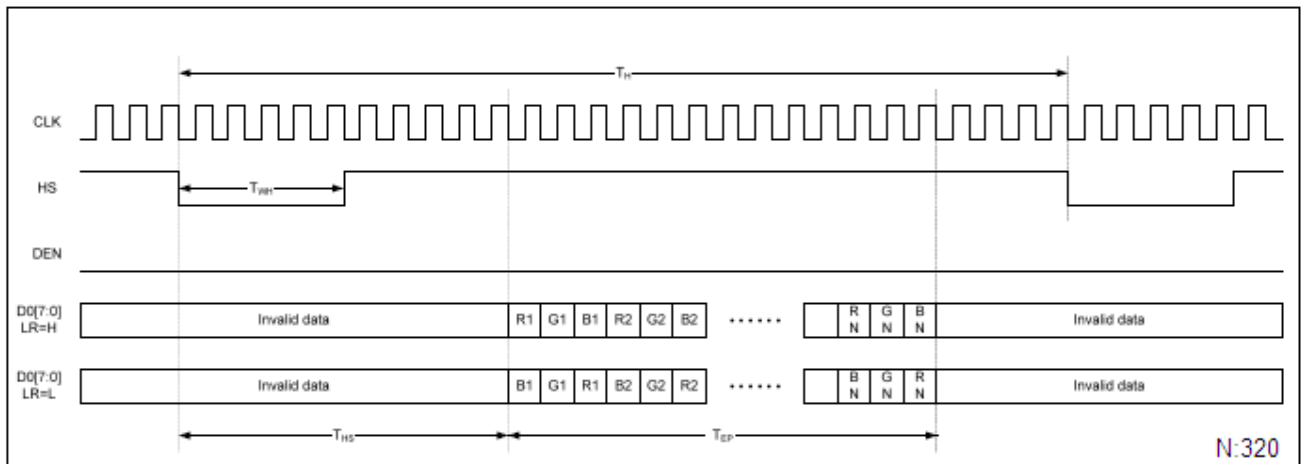 TH
CLK
HS
TWH
DEN
D0[7:0]
LR=H
Invalid data
R1 G1 B1 R2 G2 B2 ...... R N G N B N
Invalid data
D0[7:0]
LR=L
Invalid data
B1 G1 R1 B2 G2 R2 ...... B N G N R N
Invalid data
THS
TEP
N:320